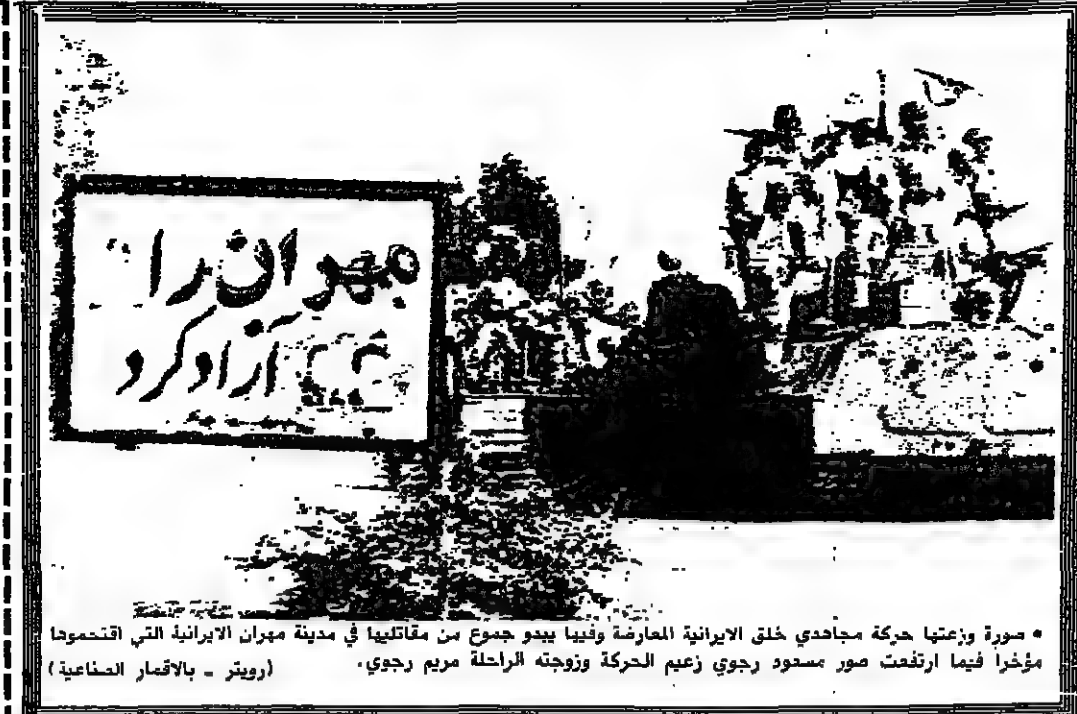 مهران را
آزاد کرد
• صورة وزعتها حركة مجاهدي خلق الايرانية المعارضة وفيها يبدو جموع من مقاتليها في مدينة مهران الايرانية التي اقتحموها
مؤخرا فيما ارتفعت صور مسعود رجوي زعيم الحركة وزوجته الراحلة مريم رجوي. (رويتر - بالاقمار الصناعية)